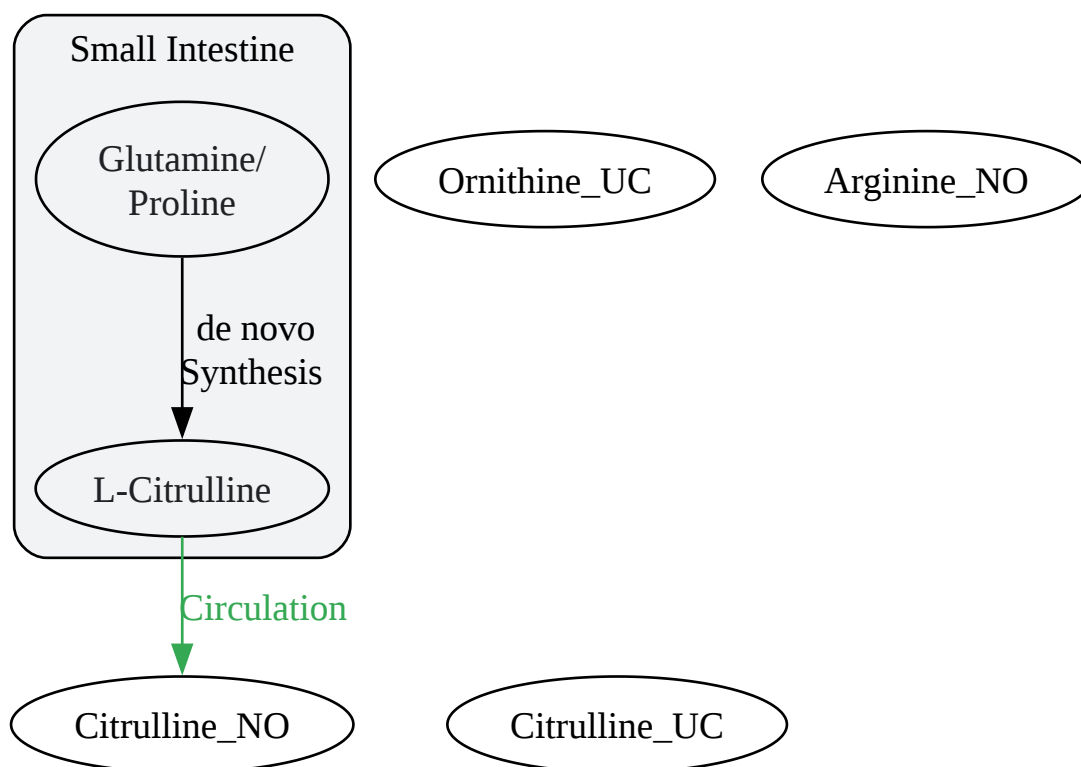 Small Intestine
Glutamine/
Proline
Ornithine_UC
Arginine_NO
de novo
Synthesis
L-Citrulline
Circulation
Citrulline_NO
Citrulline_UC